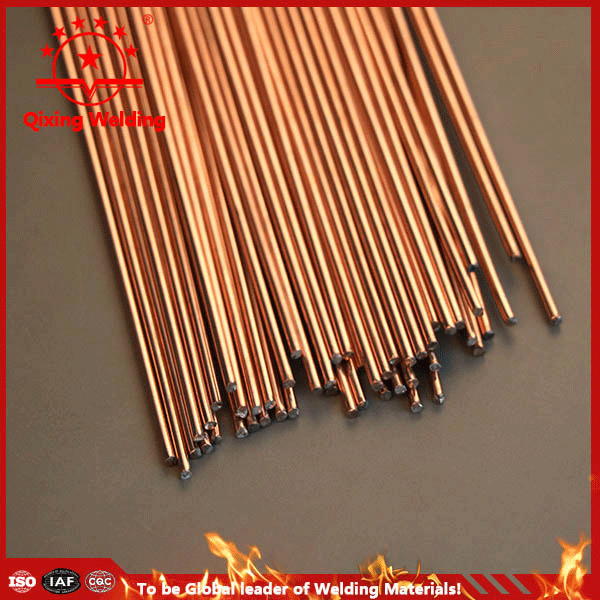 ®
Qixing Welding
ISO IAF CQC To be Global leader of Welding Materials!